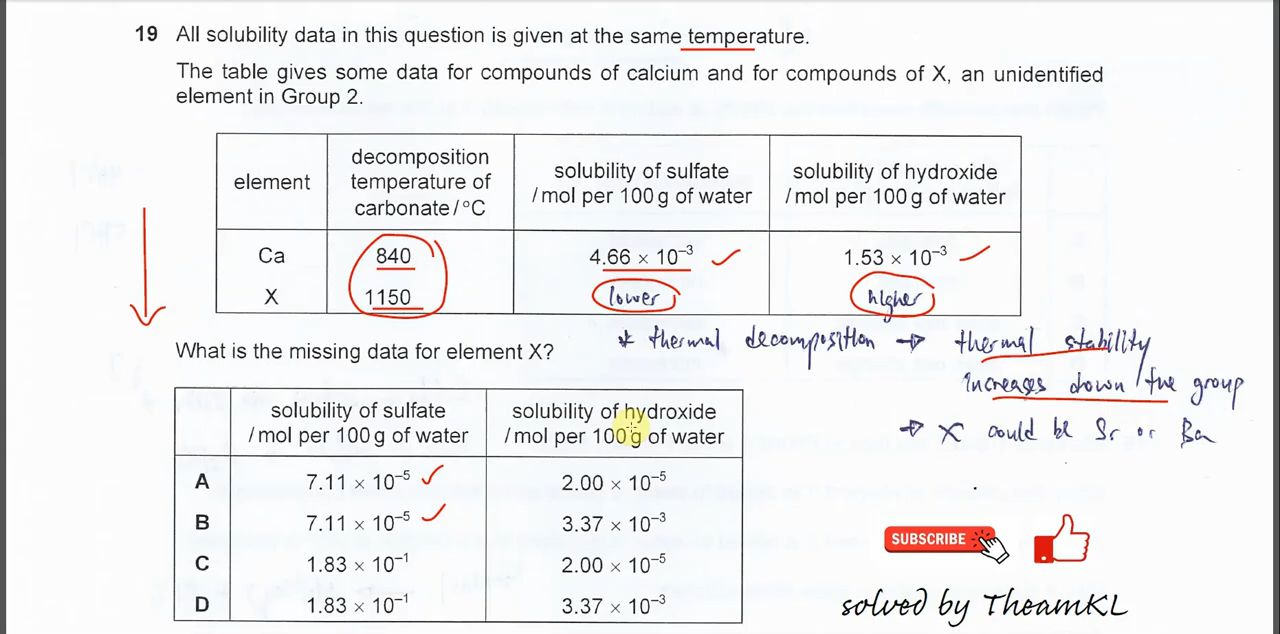 19 All solubility data in this question is given at the same temperature.
The table gives some data for compounds of calcium and for compounds of X, an unidentified
element in Group 2.
element
decomposition
temperature of
carbonate / °C
solubility of sulfate
/ mol per 100 g of water
solubility of hydroxide
/ mol per 100 g of water
Ca 840 4.66 × 10⁻³ 1.53 × 10⁻³
X 1150 lower higher
* thermal decomposition → thermal stability
increases down the group
→ X could be Sr or Ba
What is the missing data for element X?
solubility of sulfate
/ mol per 100 g of water
solubility of hydroxide
/ mol per 100 g of water
A 7.11 × 10⁻⁵ 2.00 × 10⁻⁵
B 7.11 × 10⁻⁵ 3.37 × 10⁻³
C 1.83 × 10⁻¹ 2.00 × 10⁻⁵
D 1.83 × 10⁻¹ 3.37 × 10⁻³
SUBSCRIBE
solved by TheamKL